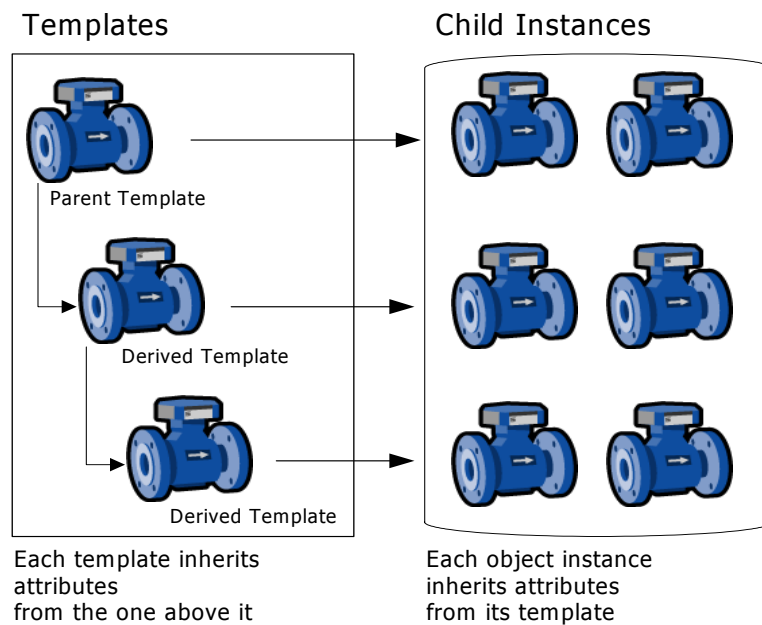 Templates
Child Instances
Parent Template
Derived Template
Derived Template
Each template inherits
attributes
from the one above it
Each object instance
inherits attributes
from its template